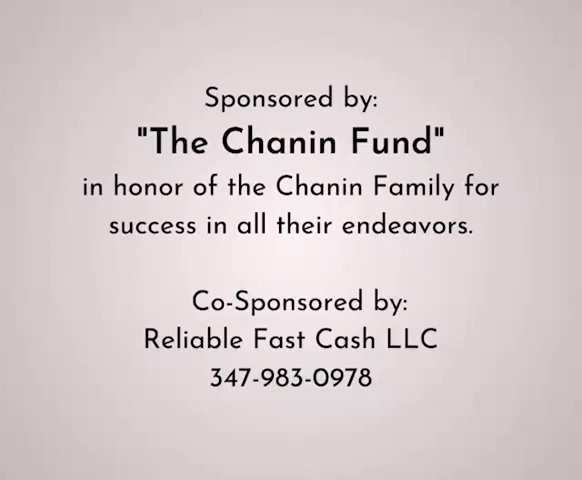 Sponsored by:
"The Chanin Fund"
in honor of the Chanin Family for
success in all their endeavors.
Co-Sponsored by:
Reliable Fast Cash LLC
347-983-0978